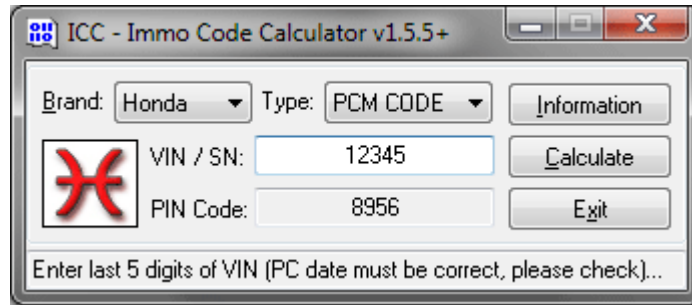 ICC - Immo Code Calculator v1.5.5+
Brand: Honda Type: PCM CODE Information
VIN / SN: 12345 Calculate
PIN Code: 8956 Exit
Enter last 5 digits of VIN (PC date must be correct, please check)...